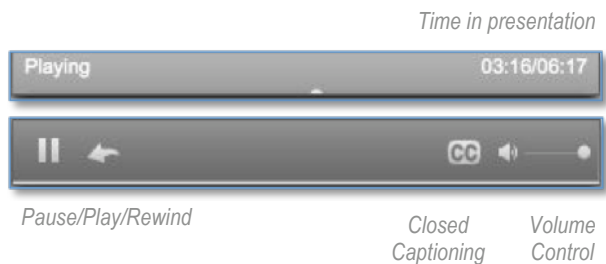 Time in presentation
Playing 03:16/06:17
CC
Pause/Play/Rewind
Closed Captioning
Volume Control